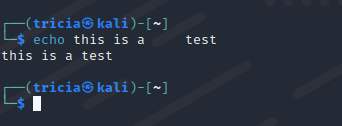 ┌──(tricia㉿kali)-[~]
└─$ echo this is a     test
this is a test

┌──(tricia㉿kali)-[~]
└─$